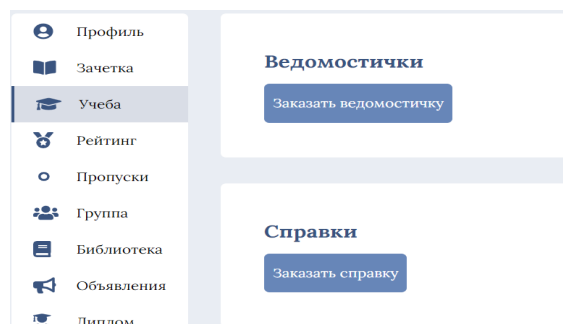 Профиль
Зачетка
Учеба
Рейтинг
Пропуски
Группа
Библиотека
Объявления
Диплом
Ведомостички
Заказать ведомостичку
Справки
Заказать справку